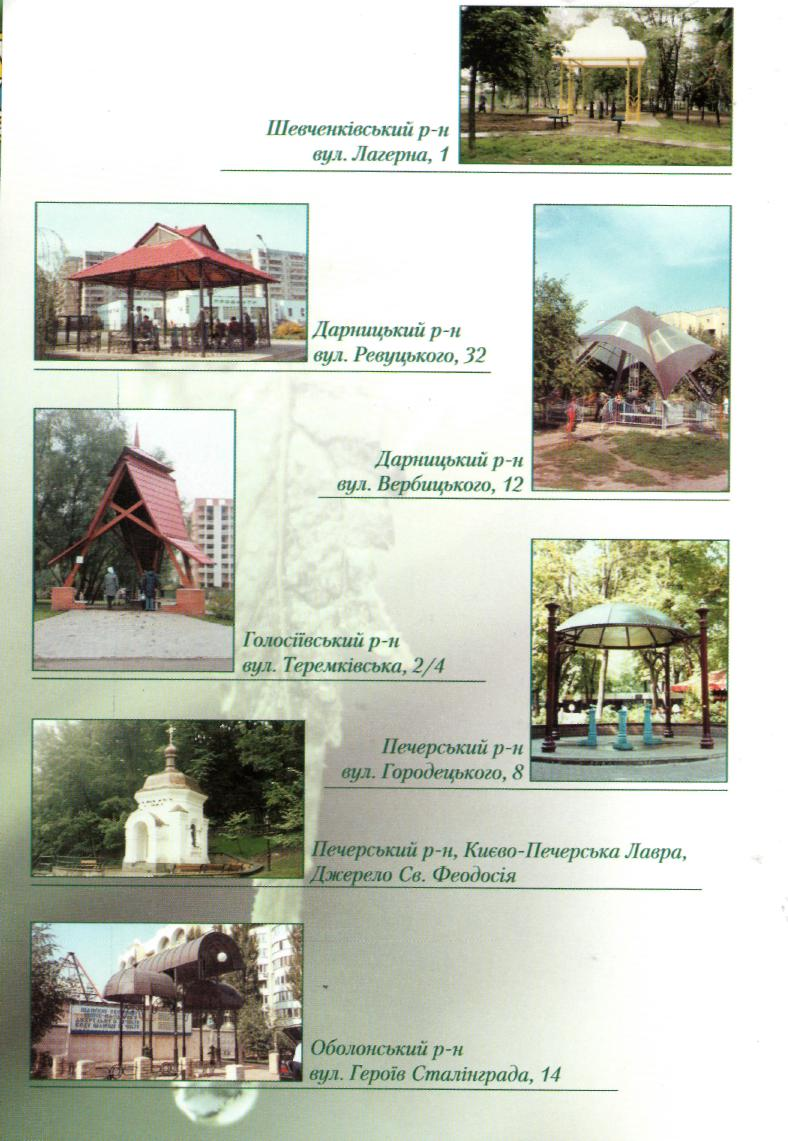 Шевченківський р-н
вул. Лагерна, 1
Дарницький р-н
вул. Ревуцького, 32
Дарницький р-н
вул. Вербицького, 12
Голосіївський р-н
вул. Теремківська, 2/4
Печерський р-н
вул. Городецького, 8
Печерський р-н, Києво-Печерська Лавра,
Джерело Св. Феодосія
Оболонський р-н
вул. Героїв Сталінграда, 14